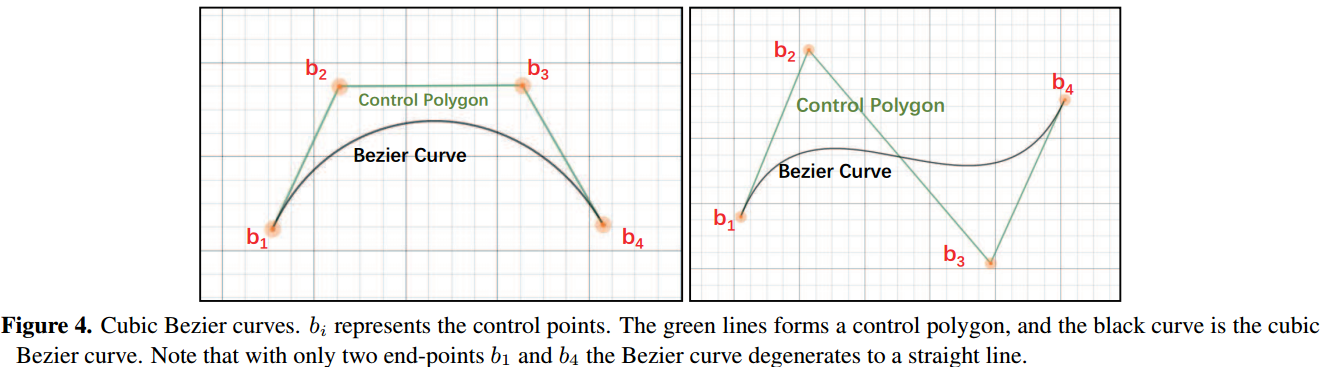 b2
b3
Control Polygon
Bezier Curve
b1
b4
b2
b4
Control Polygon
Bezier Curve
b1
b3
Figure 4. Cubic Bezier curves. bi represents the control points. The green lines forms a control polygon, and the black curve is the cubic
Bezier curve. Note that with only two end-points b1 and b4 the Bezier curve degenerates to a straight line.